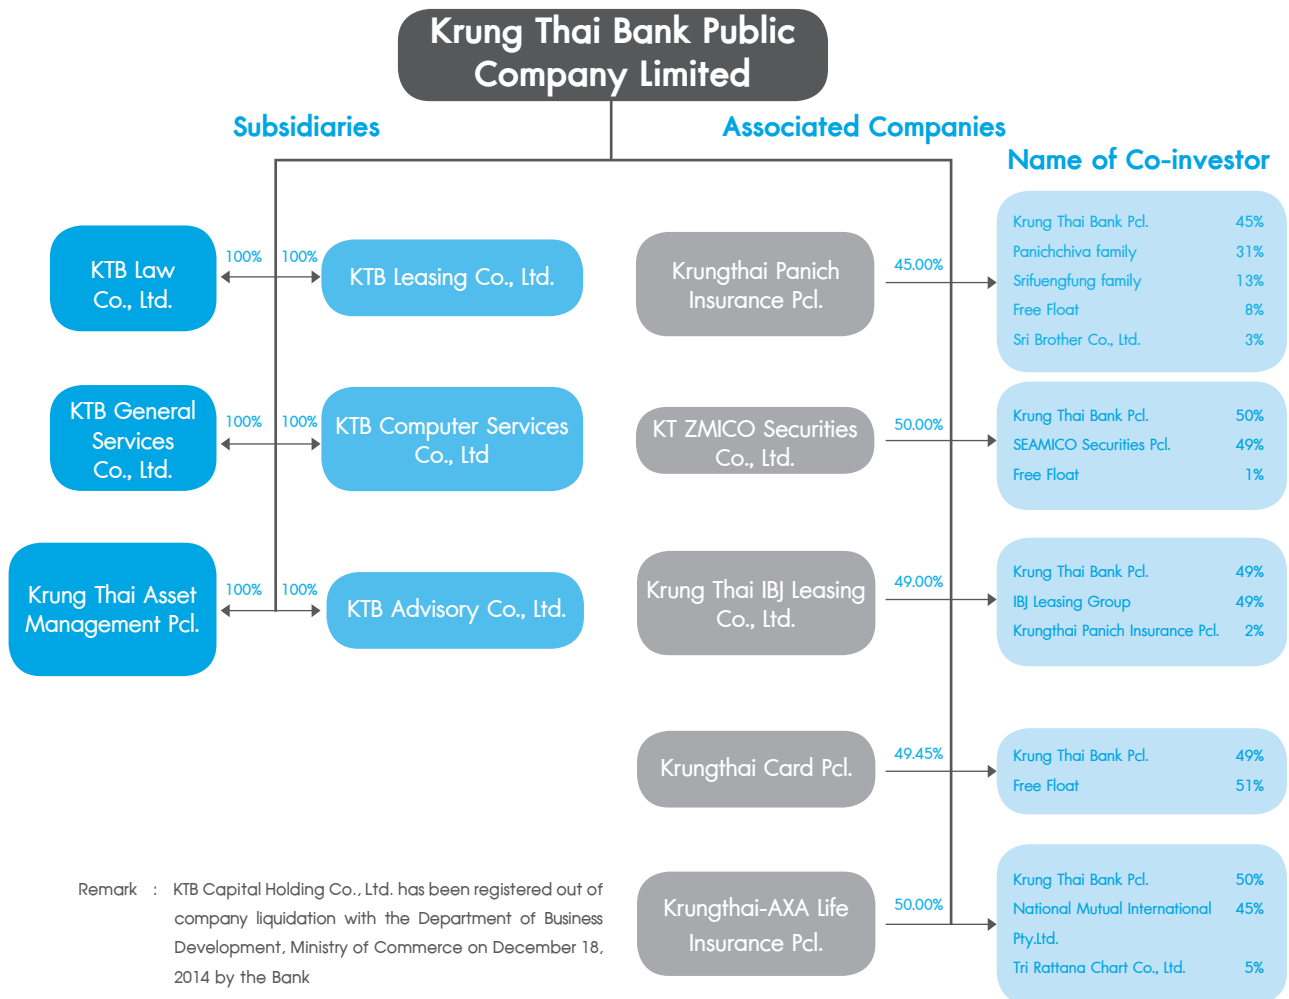 Krung Thai Bank Public
Company Limited
Subsidiaries
Associated Companies
Name of Co-investor
KTB Law
Co., Ltd.
100%
100%
KTB Leasing Co., Ltd.
KTB General
Services
Co., Ltd.
100%
100%
KTB Computer Services
Co., Ltd
Krung Thai Asset
Management Pcl.
100%
100%
KTB Advisory Co., Ltd.
Krungthai Panich
Insurance Pcl.
45.00%
Krung Thai Bank Pcl. 45%
Panichchiva family 31%
Srifuengfung family 13%
Free Float 8%
Sri Brother Co., Ltd. 3%
KT ZMICO Securities
Co., Ltd.
50.00%
Krung Thai Bank Pcl. 50%
SEAMICO Securities Pcl. 49%
Free Float 1%
Krung Thai IBJ Leasing
Co., Ltd.
49.00%
Krung Thai Bank Pcl. 49%
IBJ Leasing Group 49%
Krungthai Panich Insurance Pcl. 2%
Krungthai Card Pcl.
49.45%
Krung Thai Bank Pcl. 49%
Free Float 51%
Krungthai-AXA Life
Insurance Pcl.
50.00%
Krung Thai Bank Pcl. 50%
National Mutual International 45%
Pty.Ltd.
Tri Rattana Chart Co., Ltd. 5%
Remark : KTB Capital Holding Co., Ltd. has been registered out of
company liquidation with the Department of Business
Development, Ministry of Commerce on December 18,
2014 by the Bank